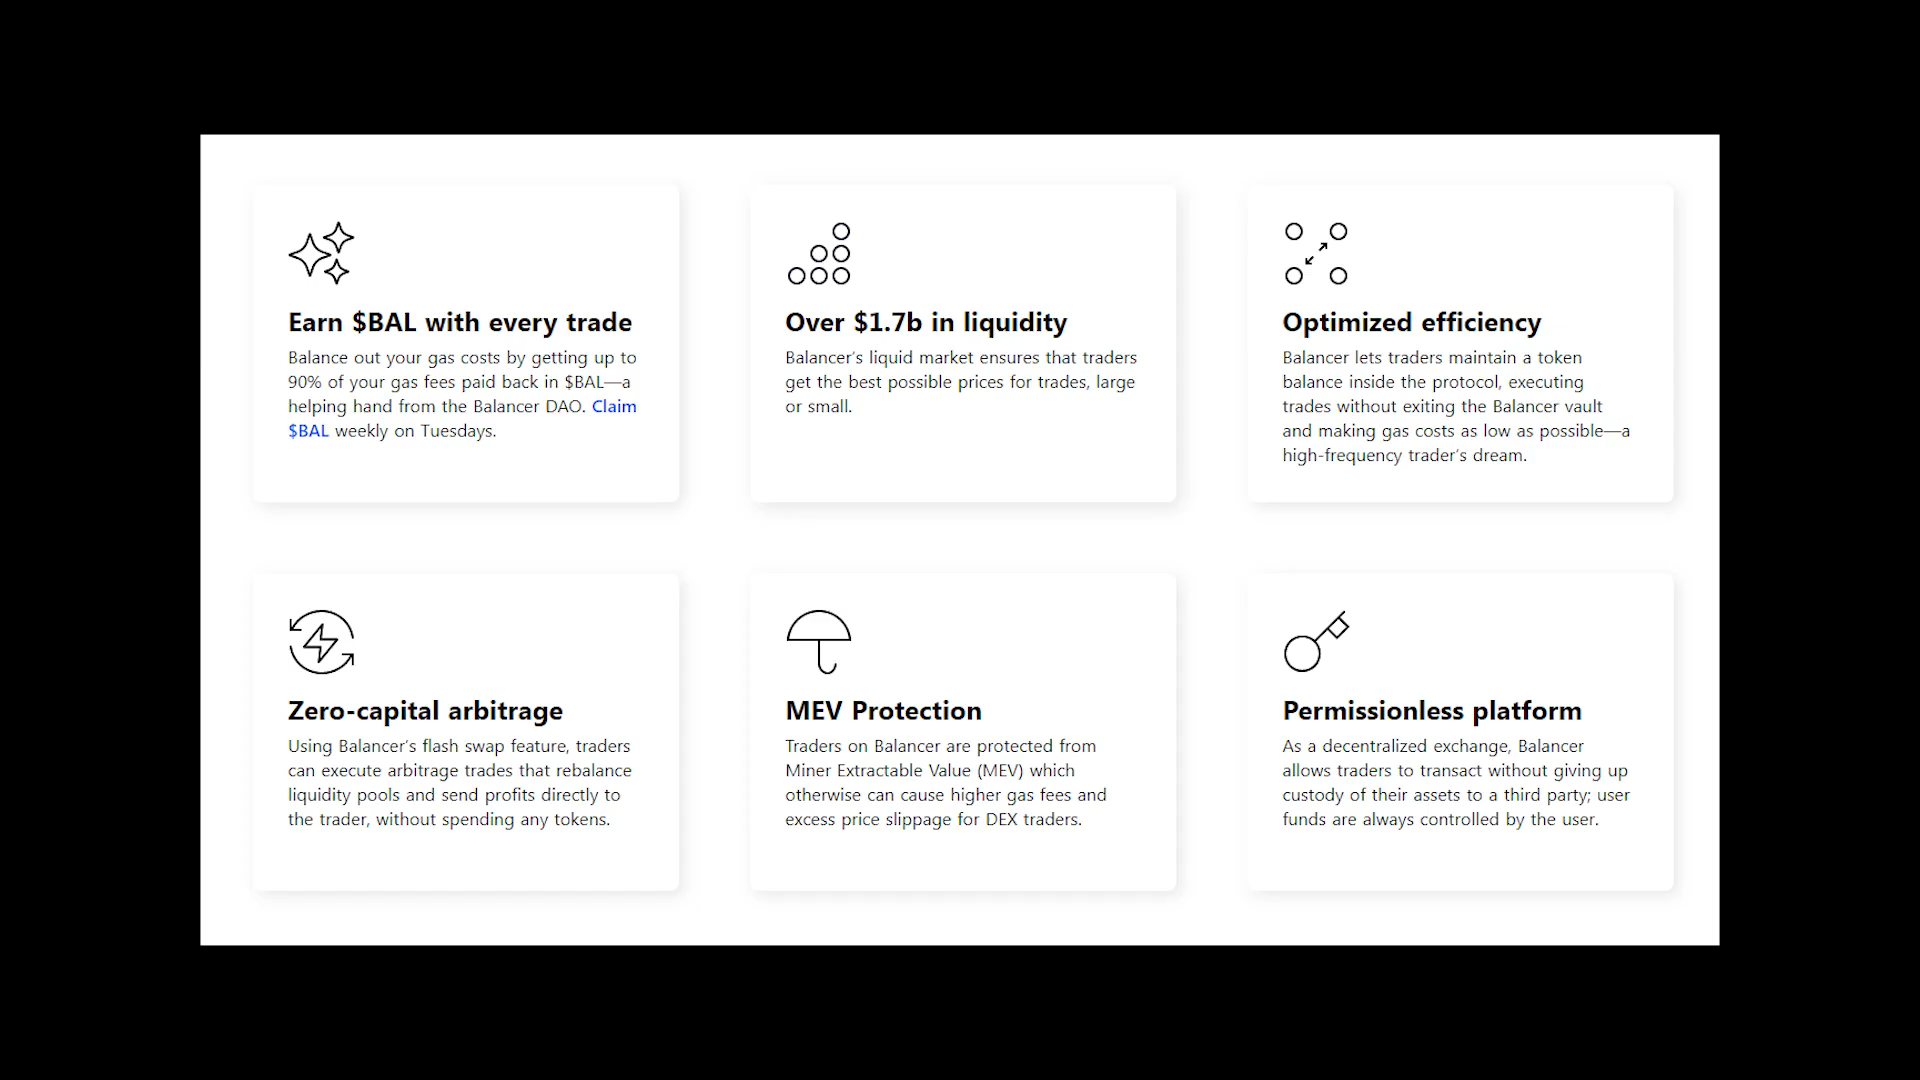 Earn $BAL with every trade
Balance out your gas costs by getting up to
90% of your gas fees paid back in $BAL—a
helping hand from the Balancer DAO. Claim
$BAL weekly on Tuesdays.
Over $1.7b in liquidity
Balancer's liquid market ensures that traders
get the best possible prices for trades, large
or small.
Optimized efficiency
Balancer lets traders maintain a token
balance inside the protocol, executing
trades without exiting the Balancer vault
and making gas costs as low as possible—a
high-frequency trader's dream.
Zero-capital arbitrage
Using Balancer's flash swap feature, traders
can execute arbitrage trades that rebalance
liquidity pools and send profits directly to
the trader, without spending any tokens.
MEV Protection
Traders on Balancer are protected from
Miner Extractable Value (MEV) which
otherwise can cause higher gas fees and
excess price slippage for DEX traders.
Permissionless platform
As a decentralized exchange, Balancer
allows traders to transact without giving up
custody of their assets to a third party; user
funds are always controlled by the user.